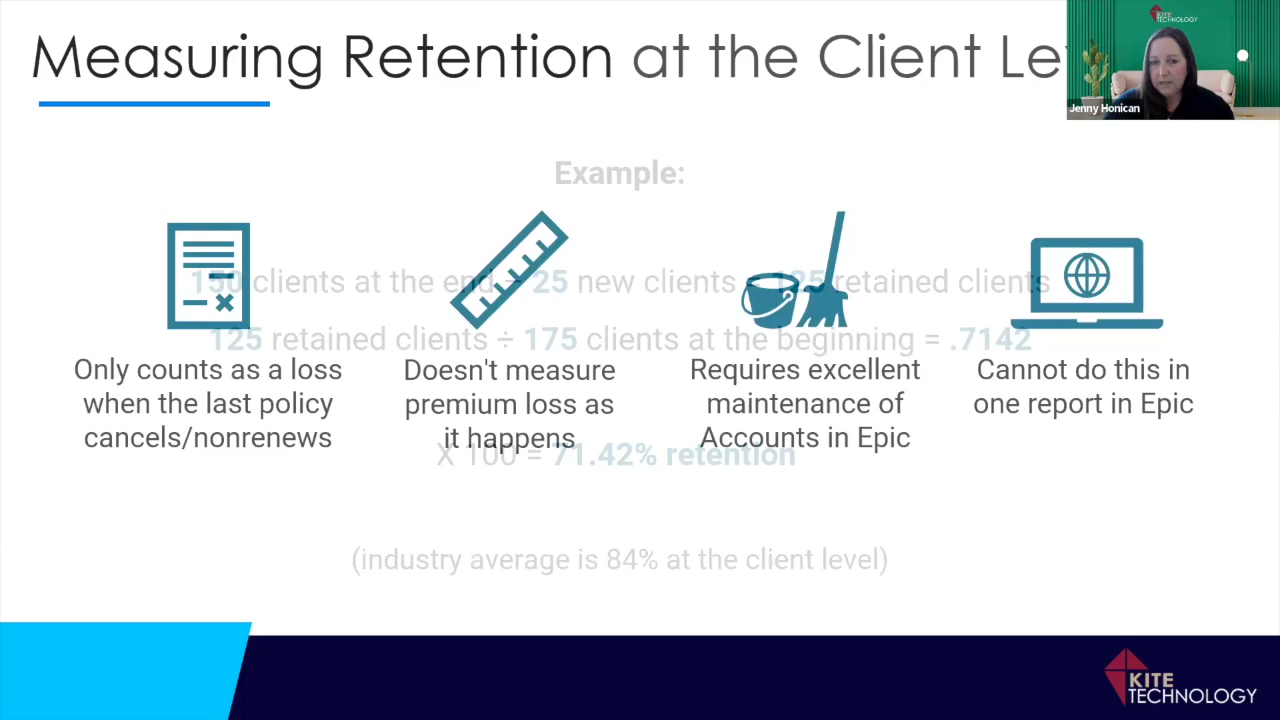 Measuring Retention at the Client Le
KITE
TECHNOLOGY
Jenny Honican
Example:
150 clients at the end - 25 new clients 125 retained clients
125 retained clients ÷ 175 clients at the beginning = .7142
Only counts as a loss
when the last policy
cancels/nonrenews
Doesn't measure
premium loss as
it happens
Requires excellent
maintenance of
Accounts in Epic
Cannot do this in
one report in Epic
X 100 = 71.42% retention
(industry average is 84% at the client level)
KITE
TECHNOLOGY